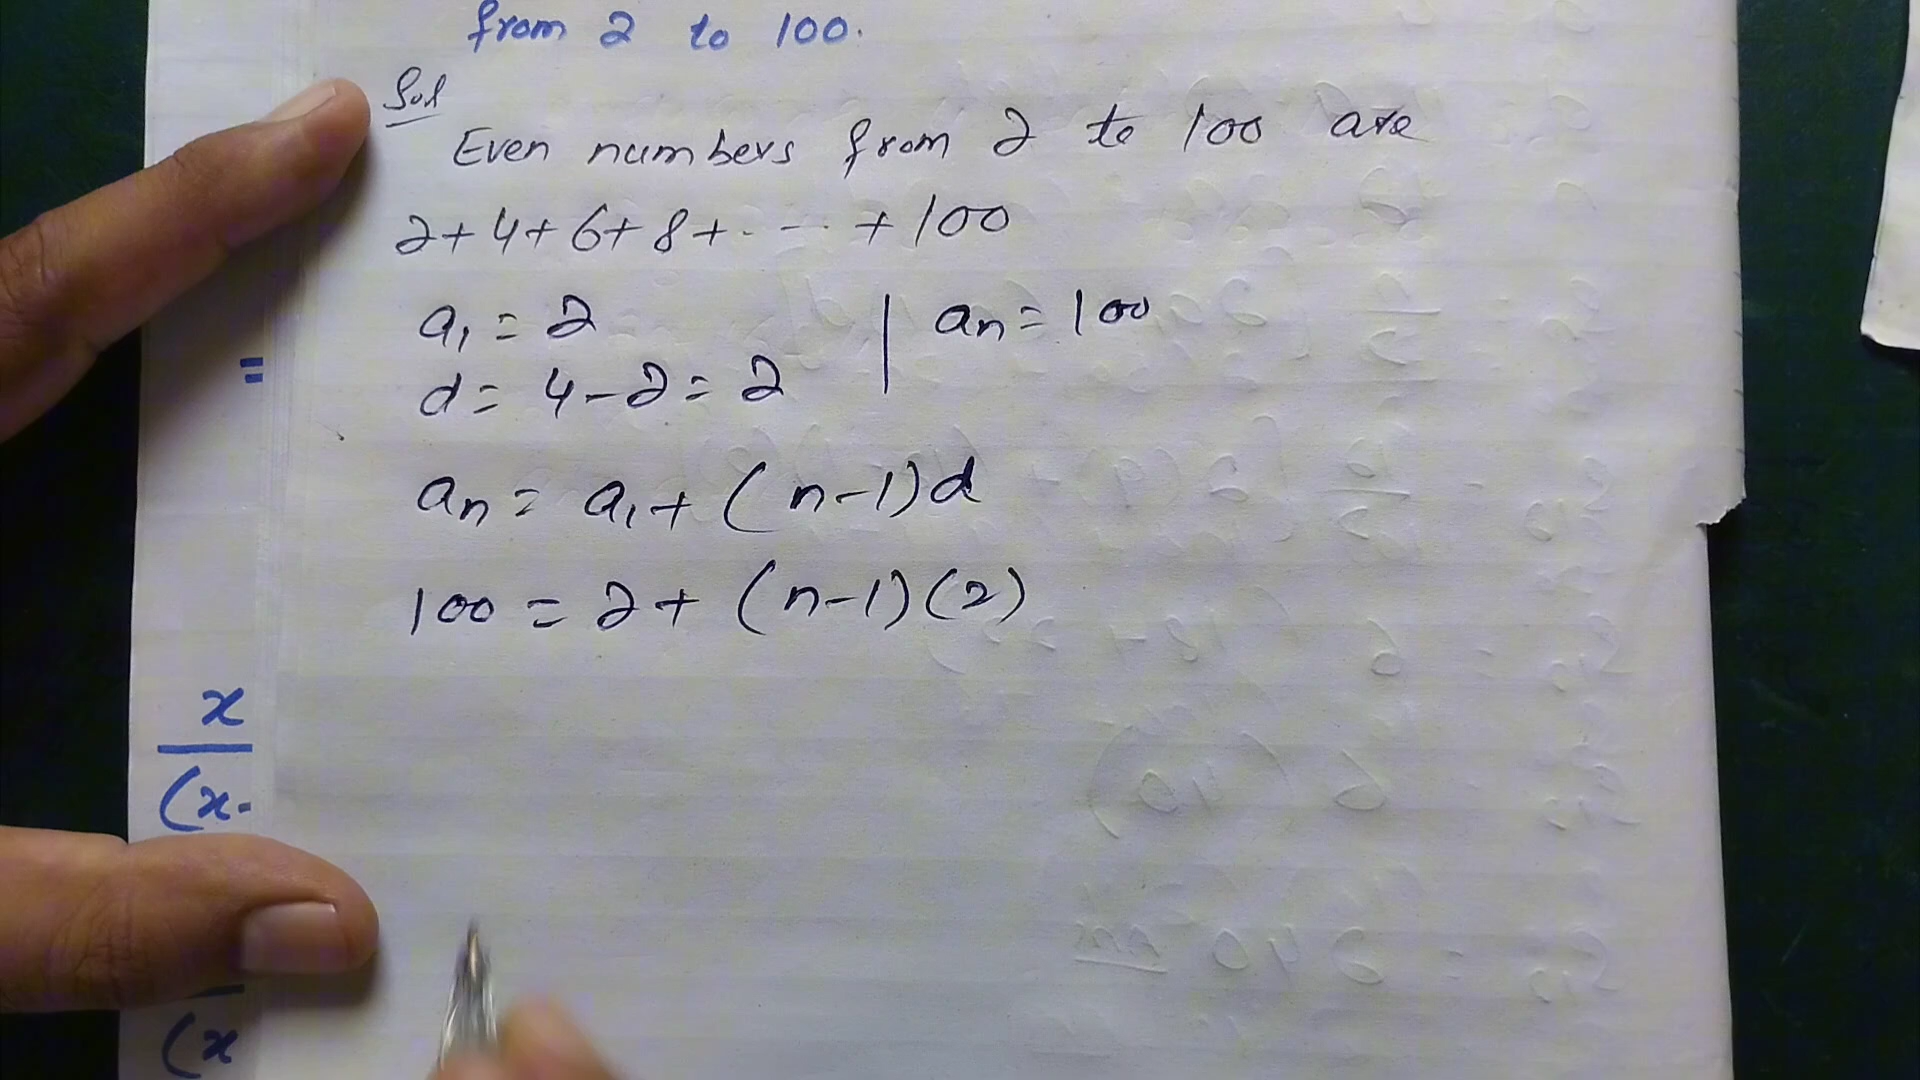 from 2 to 100.
Sol
Even numbers from 2 to 100 are
2+4+6+8+. - .. +100
a₁ = 2 | aₙ = 100
d = 4-2 = 2
=
aₙ = a₁ + (n-1)d
100 = 2 + (n-1)(2)
x
(x-
(x